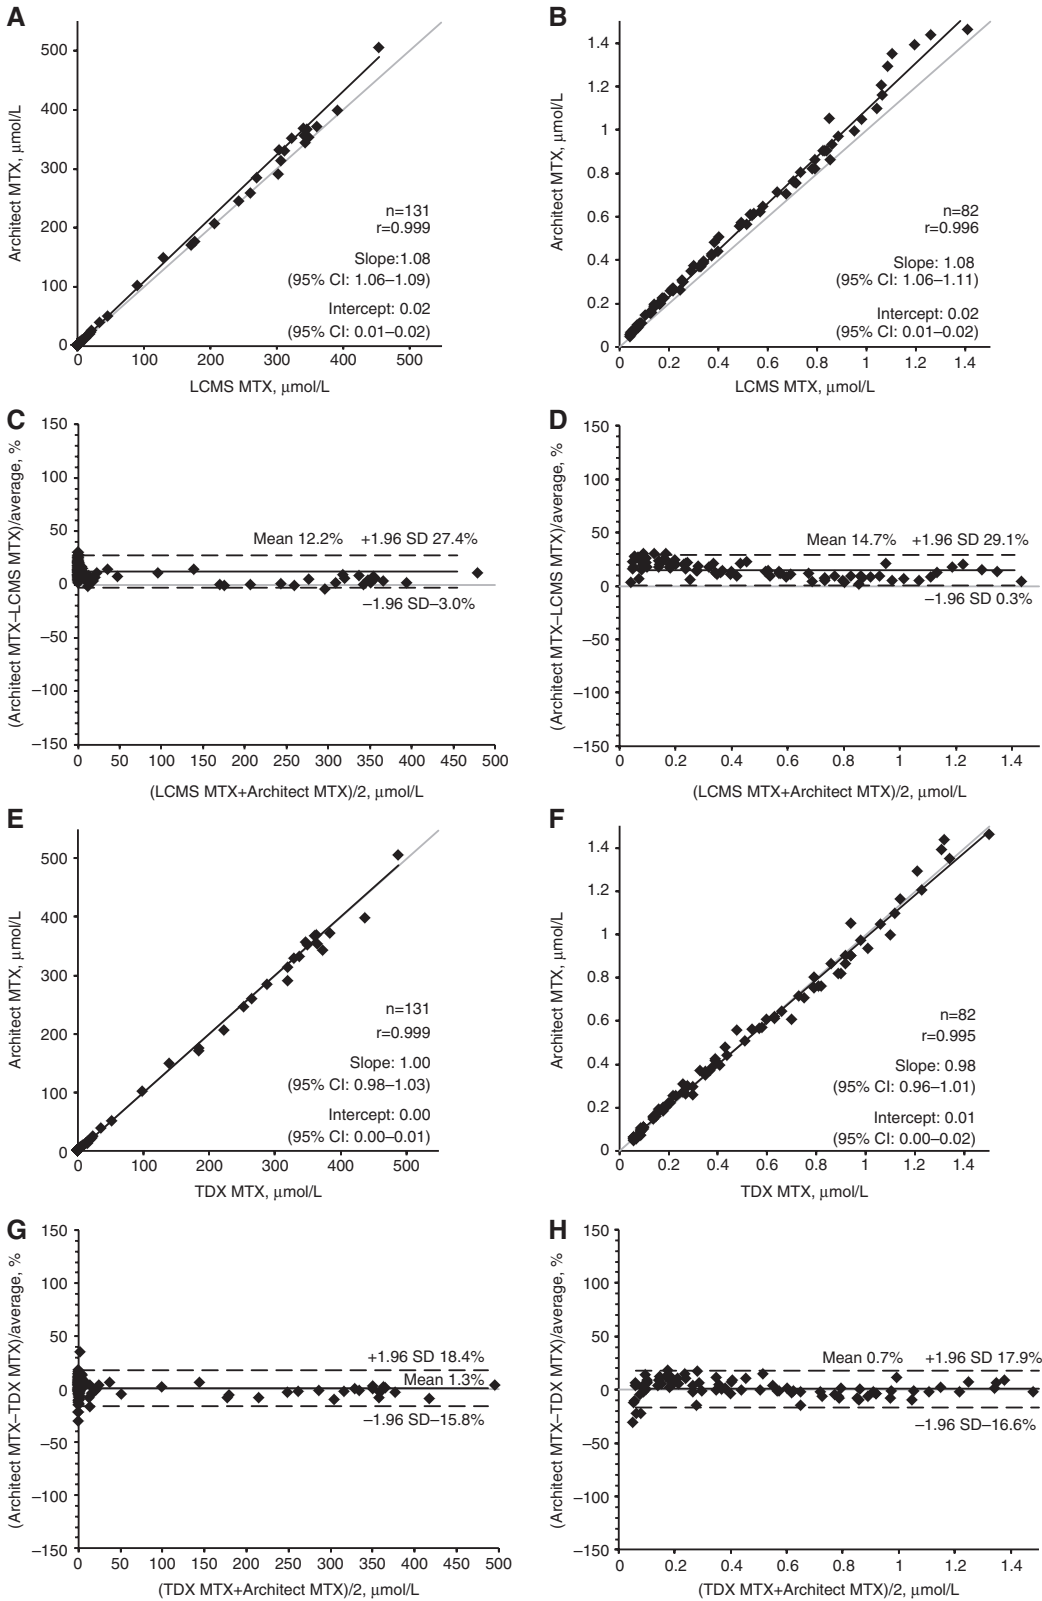 A
Architect MTX, μmol/L
500
400
300
200
100
0
0 100 200 300 400 500
LCMS MTX, μmol/L
n=131
r=0.999
Slope:1.08
(95% CI: 1.06–1.09)
Intercept: 0.02
(95% CI: 0.01–0.02)
B
Architect MTX, μmol/L
1.4
1.2
1
0.8
0.6
0.4
0.2
0
0 0.2 0.4 0.6 0.8 1 1.2 1.4
LCMS MTX, μmol/L
n=82
r=0.996
Slope: 1.08
(95% CI: 1.06–1.11)
Intercept: 0.02
(95% CI: 0.01–0.02)
C
(Architect MTX–LCMS MTX)/average, %
150
100
50
0
–50
–100
–150
Mean 12.2% +1.96 SD 27.4%
–1.96 SD–3.0%
0 50 100 150 200 250 300 350 400 450 500
(LCMS MTX+Architect MTX)/2, μmol/L
D
(Architect MTX–LCMS MTX)/average, %
150
100
50
0
–50
–100
–150
Mean 14.7% +1.96 SD 29.1%
–1.96 SD 0.3%
0 0.2 0.4 0.6 0.8 1 1.2 1.4
(LCMS MTX+Architect MTX)/2, μmol/L
E
Architect MTX, μmol/L
500
400
300
200
100
0
0 100 200 300 400 500
TDX MTX, μmol/L
n=131
r=0.999
Slope: 1.00
(95% CI: 0.98–1.03)
Intercept: 0.00
(95% CI: 0.00–0.01)
F
Architect MTX, μmol/L
1.4
1.2
1
0.8
0.6
0.4
0.2
0
0 0.2 0.4 0.6 0.8 1 1.2 1.4
TDX MTX, μmol/L
n=82
r=0.995
Slope: 0.98
(95% CI: 0.96–1.01)
Intercept: 0.01
(95% CI: 0.00–0.02)
G
(Architect MTX–TDX MTX)/average, %
150
100
50
0
–50
–100
–150
+1.96 SD 18.4%
Mean 1.3%
–1.96 SD–15.8%
0 50 100 150 200 250 300 350 400 450 500
(TDX MTX+Architect MTX)/2, μmol/L
H
(Architect MTX–TDX MTX)/average, %
150
100
50
0
–50
–100
–150
Mean 0.7% +1.96 SD 17.9%
–1.96 SD–16.6%
0 0.2 0.4 0.6 0.8 1 1.2 1.4
(TDX MTX+Architect MTX)/2, μmol/L